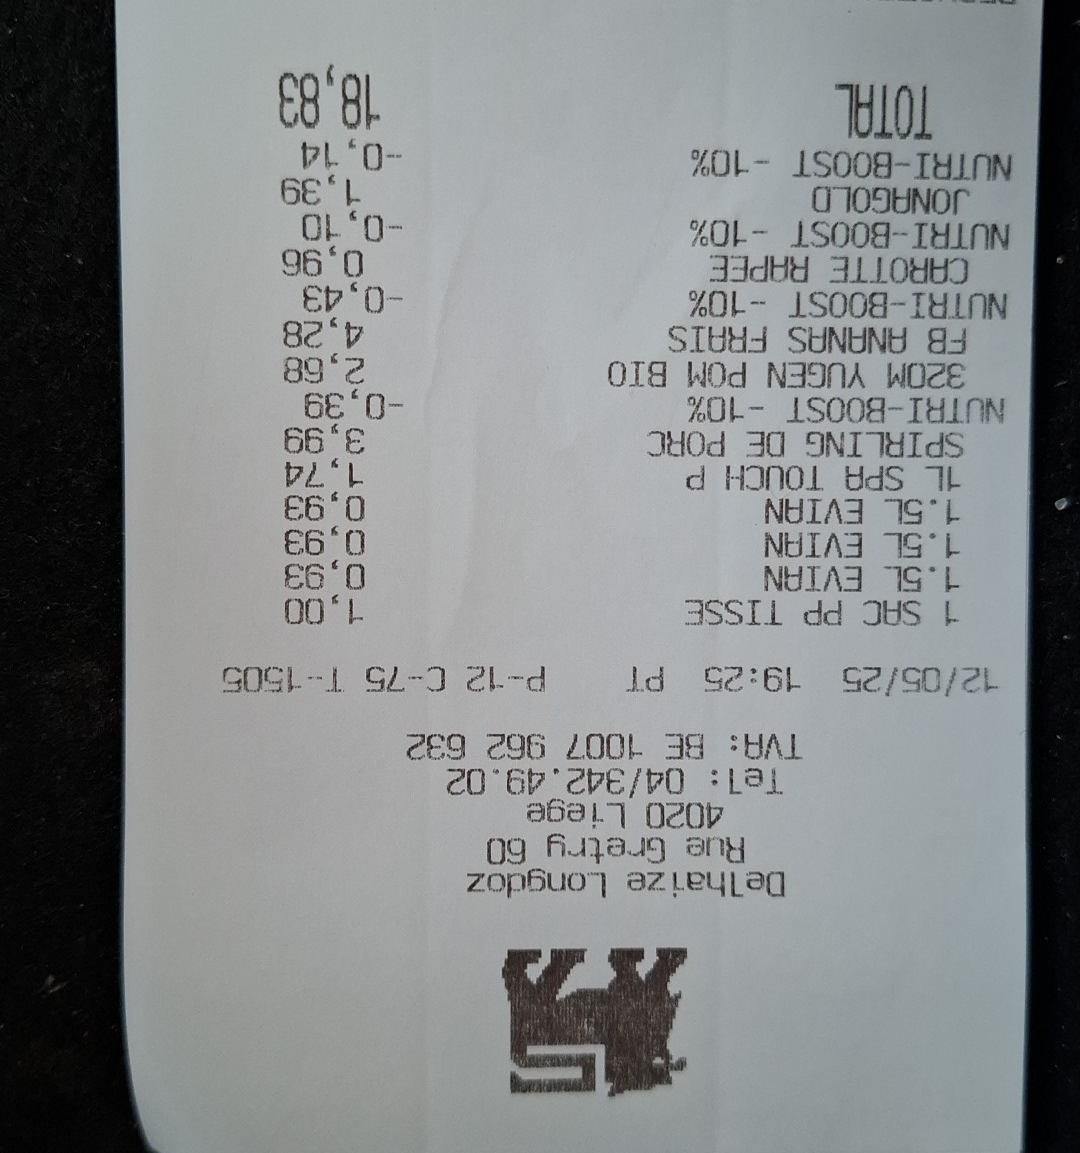 Delhaize Longdoz
Rue Gretry 60
4020 Liege
Tel: 04/342.49.02
TVA: BE 1007 962 632
12/05/25 19:25 PT P-12 C-75 T-1505
1 SAC PP TISSE 1,00
1.5L EVIAN 0,93
1.5L EVIAN 0,93
1.5L EVIAN 0,93
1L SPA TOUCH P 1,74
SPIRLING DE PORC 3,99
NUTRI-BOOST -10% -0,39
320M YUGEN POM BIO 2,68
FB ANANAS FRAIS 4,28
NUTRI-BOOST -10% -0,43
CAROTTE RAPEE 0,96
NUTRI-BOOST -10% -0,10
JONAGOLD 1,39
NUTRI-BOOST -10% -0,14
TOTAL 18,83